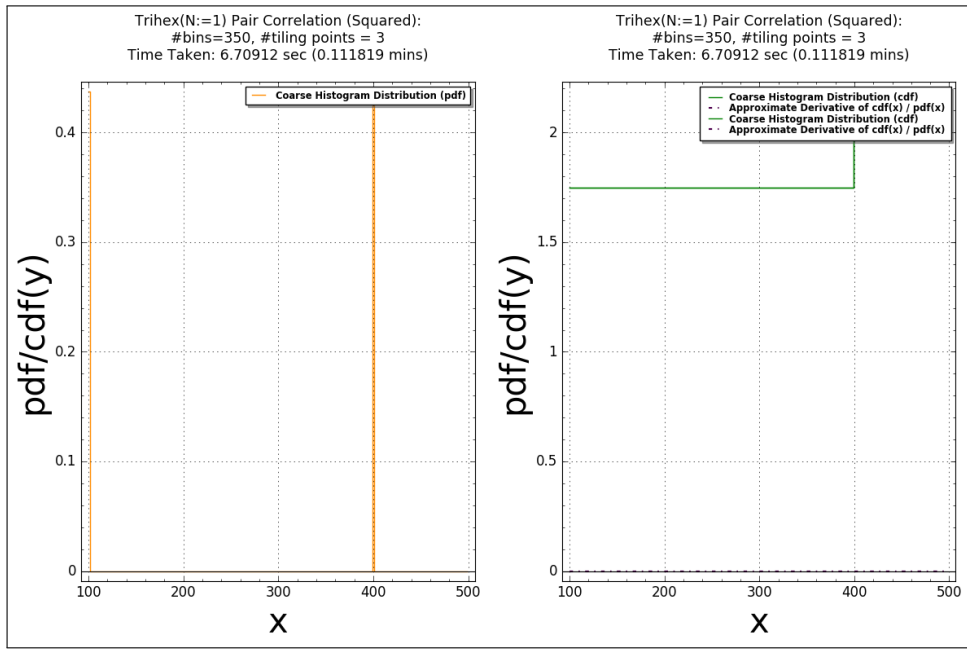 Trihex(N:=1) Pair Correlation (Squared):
#bins=350, #tiling points = 3
Time Taken: 6.70912 sec (0.111819 mins)
Coarse Histogram Distribution (pdf)
0.4
0.3
0.2
0.1
0
pdf/cdf(y)
100 200 300 400 500
x
Trihex(N:=1) Pair Correlation (Squared):
#bins=350, #tiling points = 3
Time Taken: 6.70912 sec (0.111819 mins)
Coarse Histogram Distribution (cdf)
Approximate Derivative of cdf(x) / pdf(x)
Coarse Histogram Distribution (cdf)
Approximate Derivative of cdf(x) / pdf(x)
2
1.5
1
0.5
0
pdf/cdf(y)
100 200 300 400 500
x